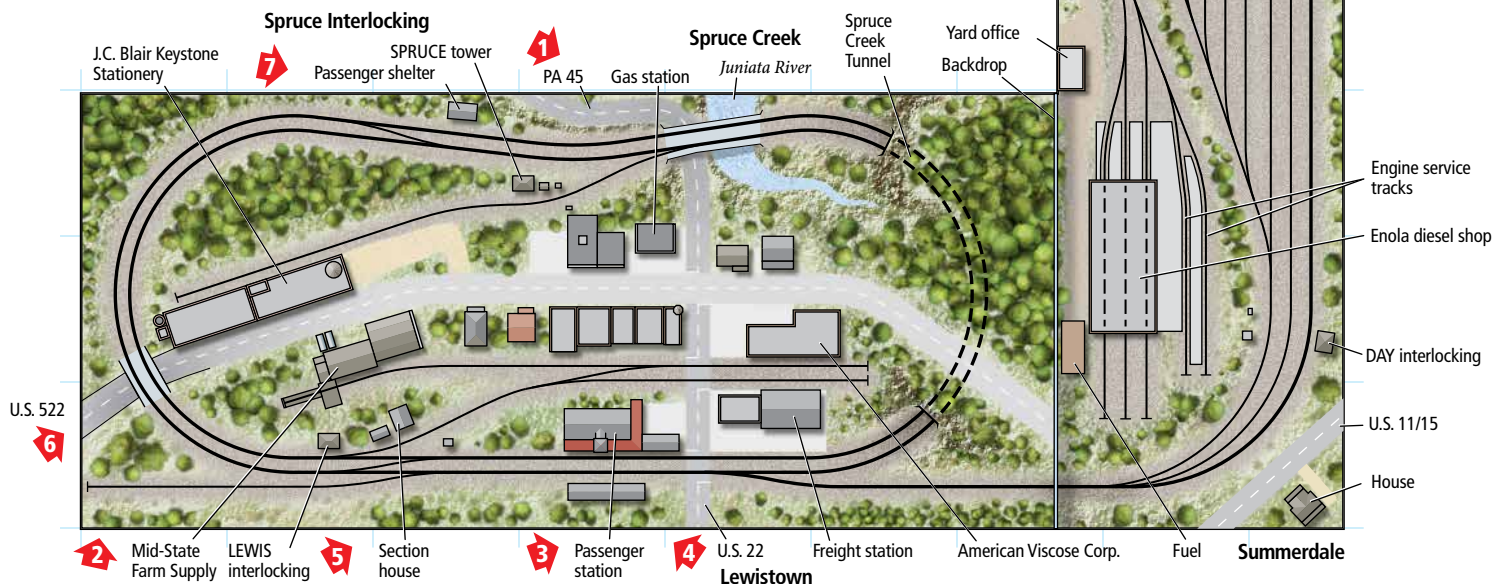 Spruce Interlocking
J.C. Blair Keystone
Stationery
7
Passenger shelter
SPRUCE tower
1
PA 45
Gas station
Spruce Creek
Juniata River
Spruce
Creek
Tunnel
Yard office
Backdrop
Engine service
tracks
Enola diesel shop
DAY interlocking
U.S. 11/15
House
U.S. 522
6
2
Mid-State
Farm Supply
LEWIS
interlocking
5
Section
house
3
Passenger
station
4
U.S. 22
Lewistown
Freight station
American Viscose Corp.
Fuel
Summerdale